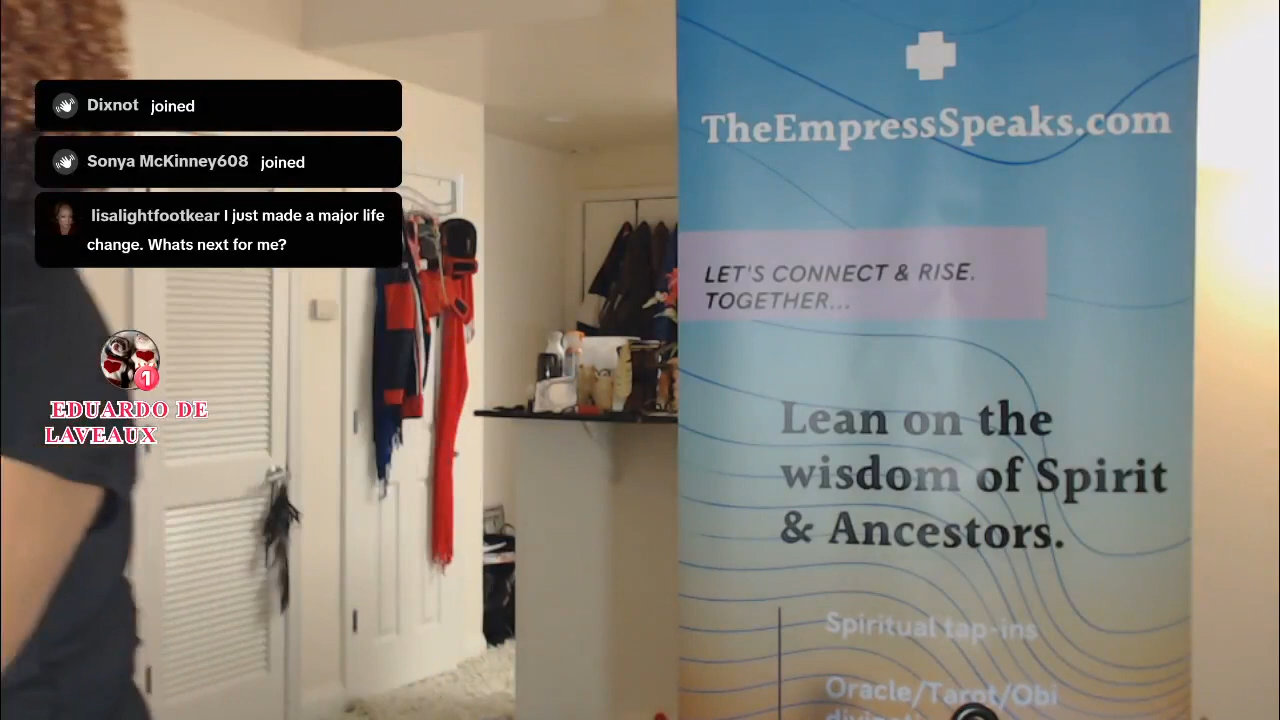 Dixnot joined
Sonya McKinney608 joined
lisalightfootkear I just made a major life
change. Whats next for me?
1
EDUARDO DE
LAVEAUX
TheEmpressSpeaks.com
LET'S CONNECT & RISE.
TOGETHER...
Lean on the
wisdom of Spirit
& Ancestors.
Spiritual tap-ins
Oracle/Tarot/Obi